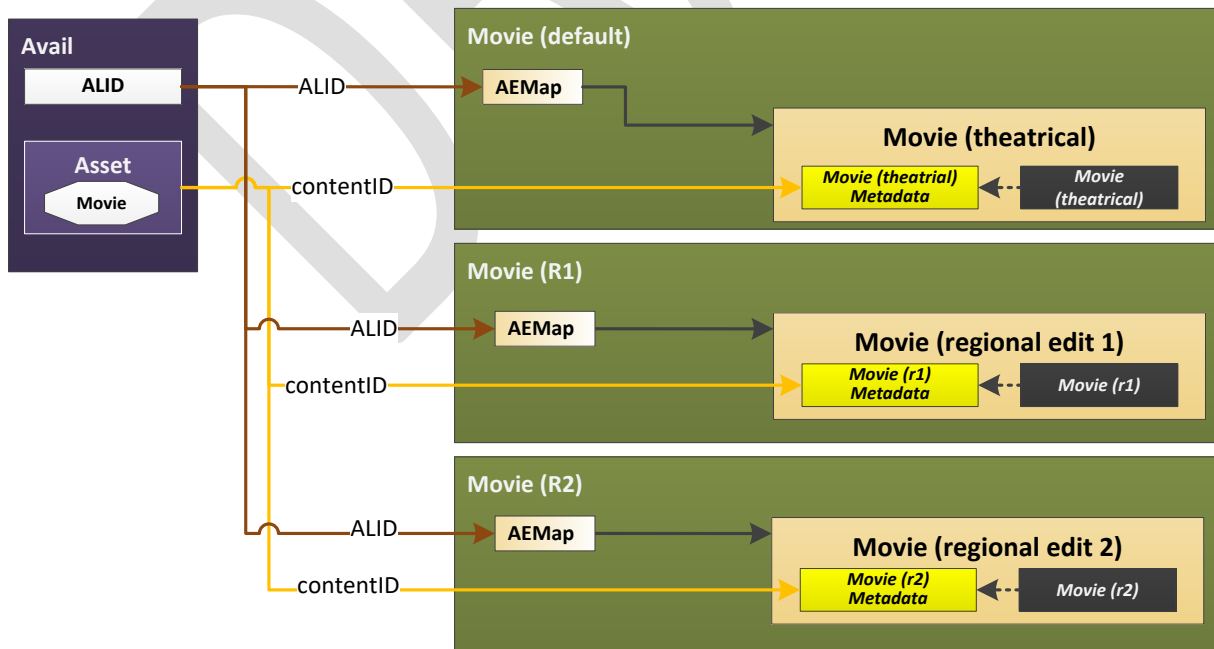 Avail
ALID
Asset
Movie
Movie (default)
ALID
AEMap
Movie (theatrical)
contentID
Movie (theatrial)
Metadata
Movie
(theatrical)
Movie (R1)
ALID
AEMap
Movie (regional edit 1)
contentID
Movie (r1)
Metadata
Movie (r1)
Movie (R2)
ALID
AEMap
Movie (regional edit 2)
contentID
Movie (r2)
Metadata
Movie (r2)